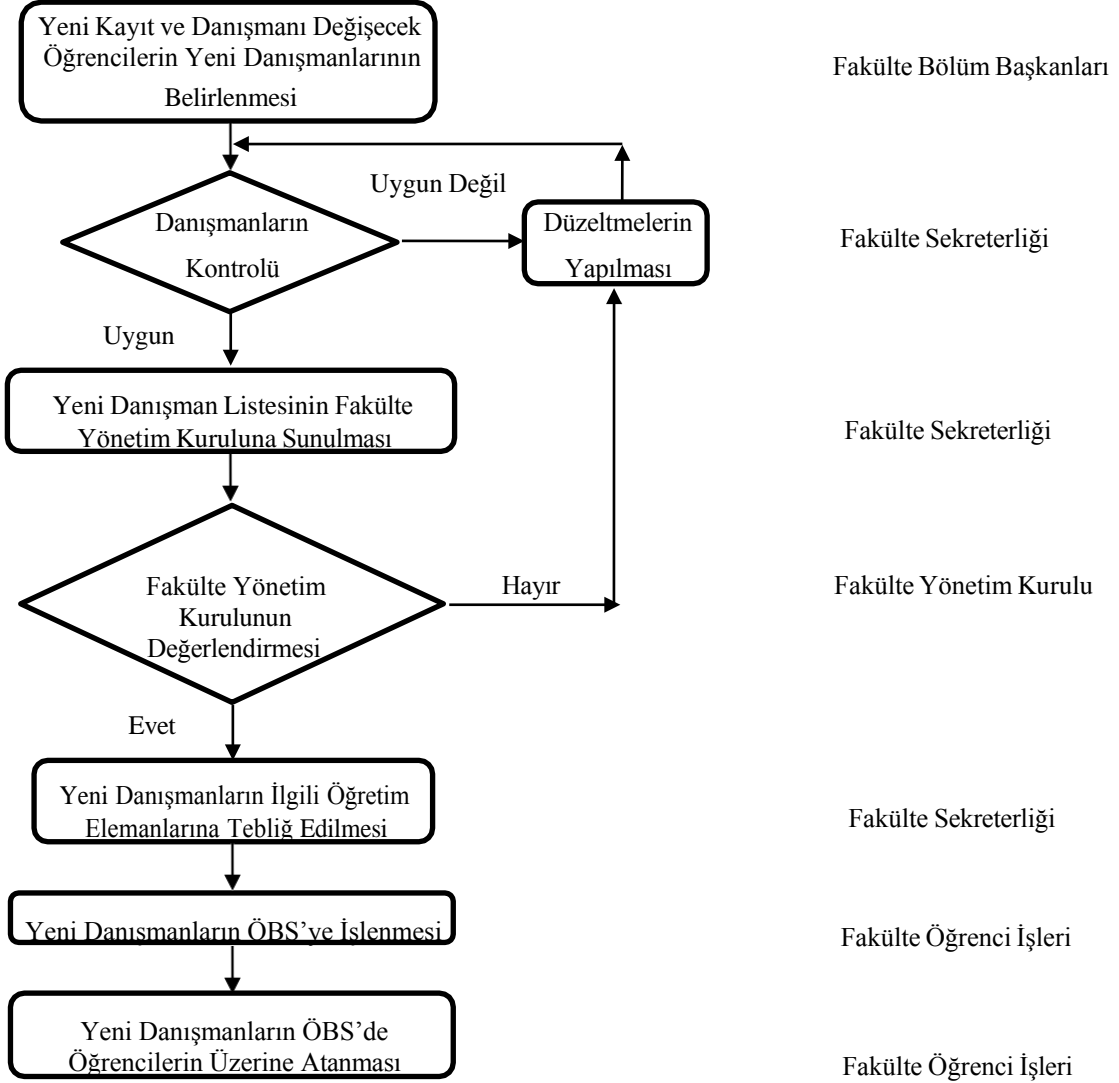 Yeni Kayıt ve Danışmanı Değişecek
Öğrencilerin Yeni Danışmanlarının
Belirlenmesi
Fakülte Bölüm Başkanları
Uygun Değil
Danışmanların
Kontrolü
Düzeltmelerin
Yapılması
Fakülte Sekreterliği
Uygun
Yeni Danışman Listesinin Fakülte
Yönetim Kuruluna Sunulması
Fakülte Sekreterliği
Fakülte Yönetim
Kurulunun
Değerlendirmesi
Hayır
Fakülte Yönetim Kurulu
Evet
Yeni Danışmanların İlgili Öğretim
Elemanlarına Tebliğ Edilmesi
Fakülte Sekreterliği
Yeni Danışmanların ÖBS’ye İşlenmesi
Fakülte Öğrenci İşleri
Yeni Danışmanların ÖBS’de
Öğrencilerin Üzerine Atanması
Fakülte Öğrenci İşleri